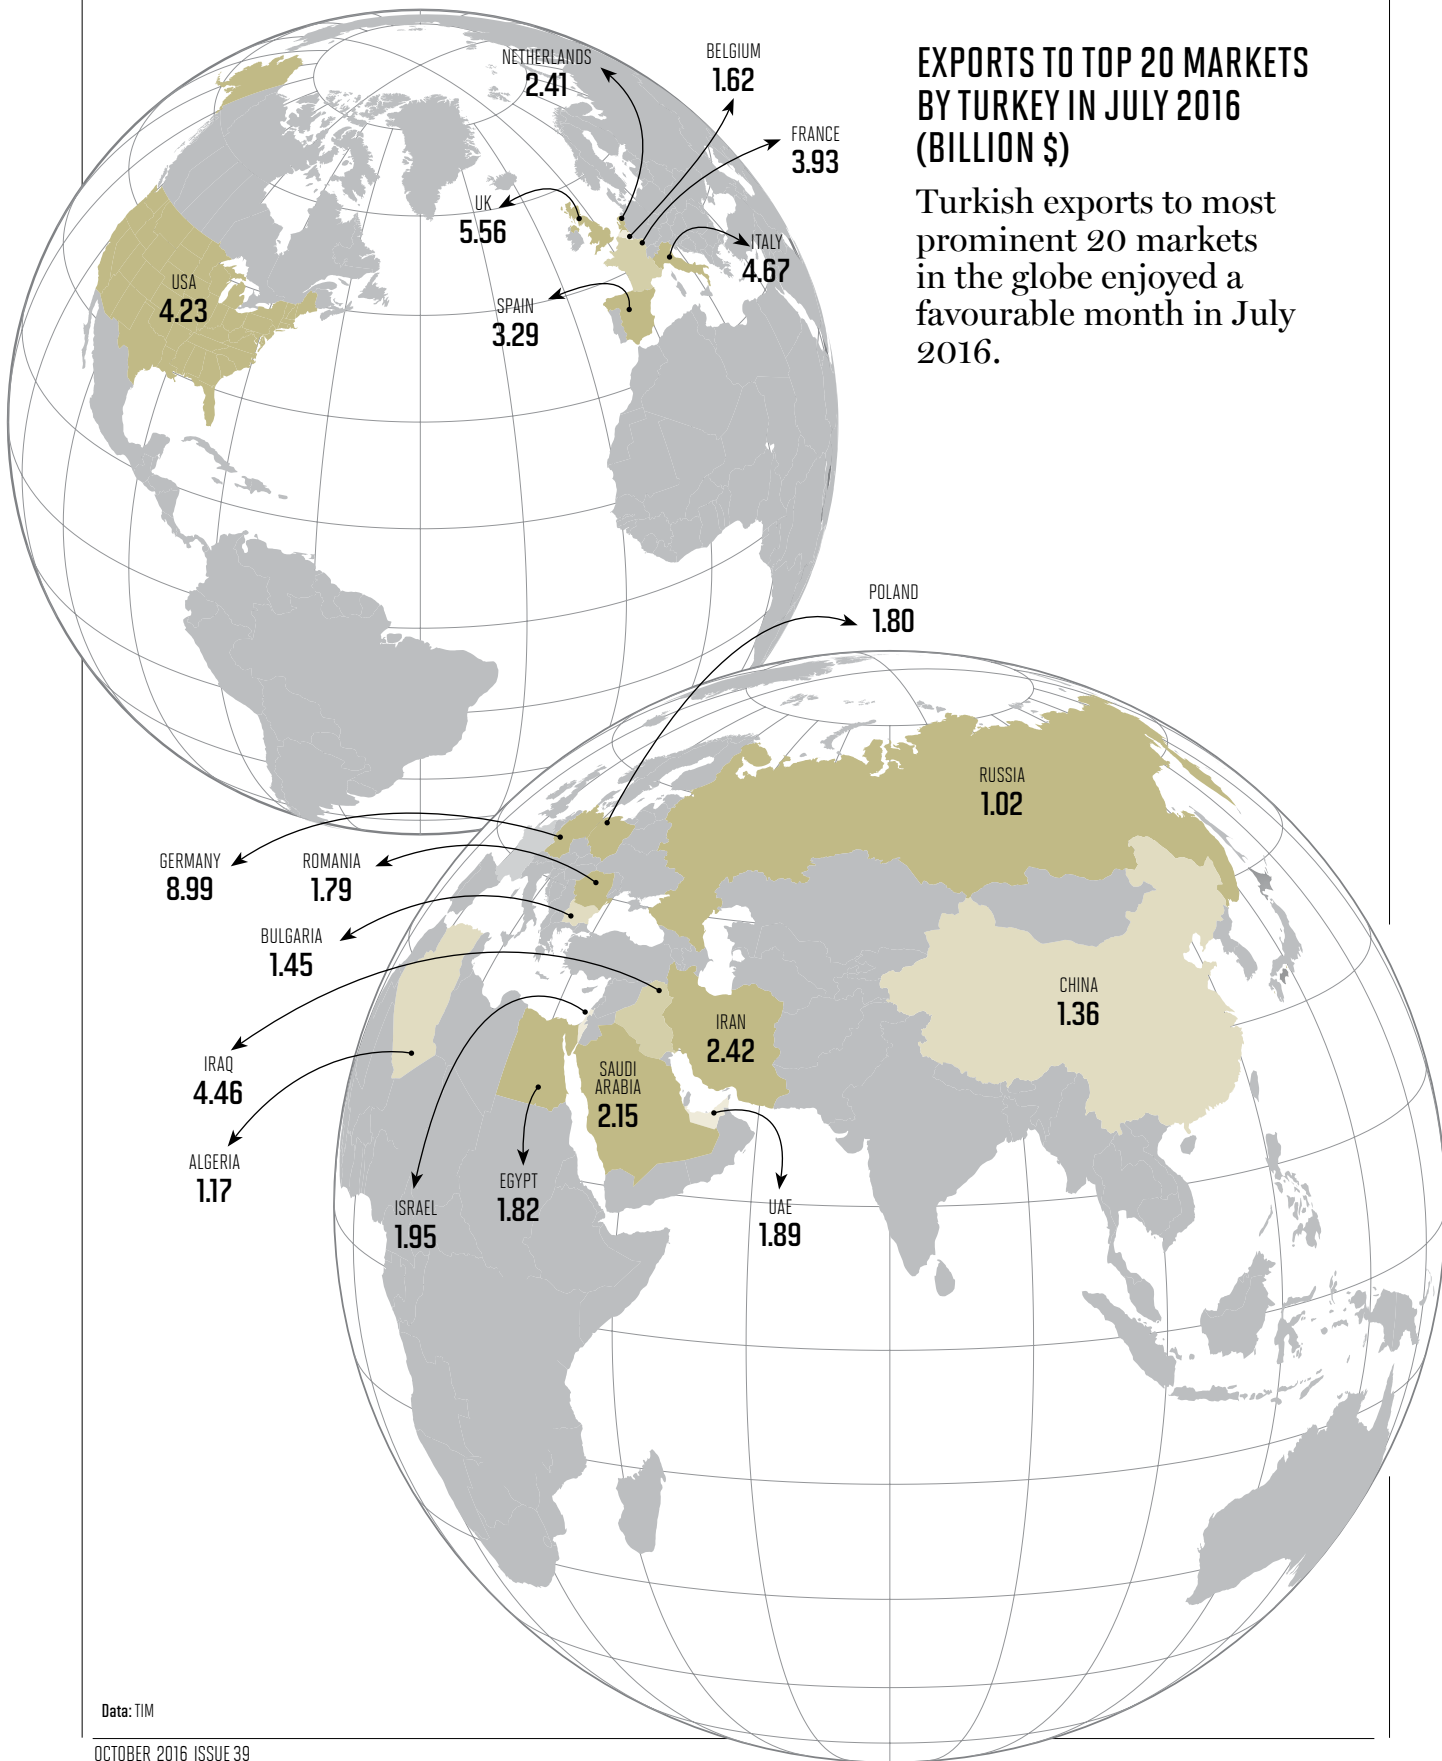 EXPORTS TO TOP 20 MARKETS
BY TURKEY IN JULY 2016
(BILLION $)
Turkish exports to most
prominent 20 markets
in the globe enjoyed a
favourable month in July
2016.
NETHERLANDS
2.41
BELGIUM
1.62
FRANCE
3.93
UK
5.56
ITALY
4.67
USA
4.23
SPAIN
3.29
POLAND
1.80
RUSSIA
1.02
GERMANY
8.99
ROMANIA
1.79
BULGARIA
1.45
CHINA
1.36
IRAN
2.42
IRAQ
4.46
SAUDI
ARABIA
2.15
ALGERIA
1.17
ISRAEL
1.95
EGYPT
1.82
UAE
1.89
Data: TIM
OCTOBER 2016 ISSUE 39